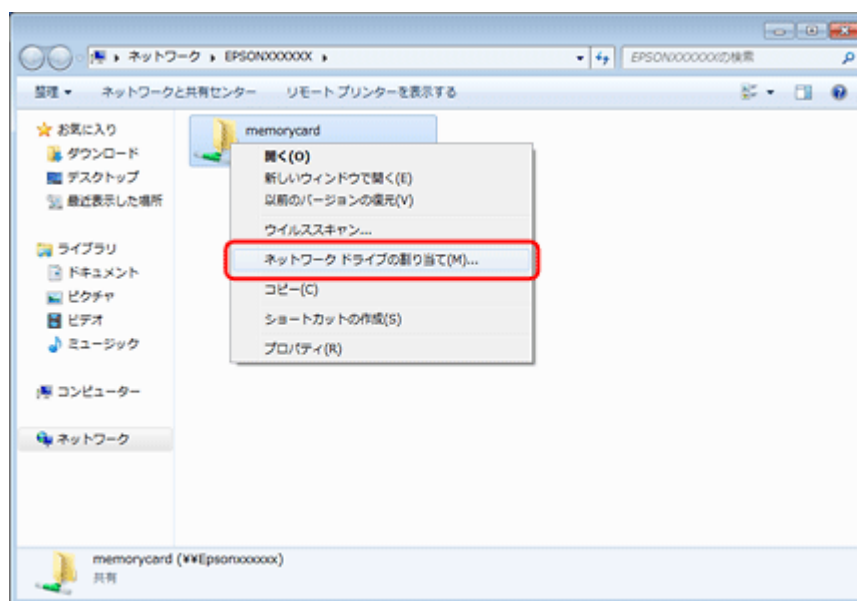 ネットワーク EPSONXXXXXX
EPSONXXXXXXの検索
整理 ネットワークと共有センター リモート プリンターを表示する
お気に入り
ダウンロード
デスクトップ
最近表示した場所
ライブラリ
ドキュメント
ピクチャ
ビデオ
ミュージック
コンピューター
ネットワーク
memorycard
開く(O)
新しいウィンドウで開く(E)
以前のバージョンの復元(V)
ウイルススキャン...
ネットワーク ドライブの割り当て(M)...
コピー(C)
ショートカットの作成(S)
プロパティ(R)
memorycard (¥¥Epsonxxxxxx)
共有